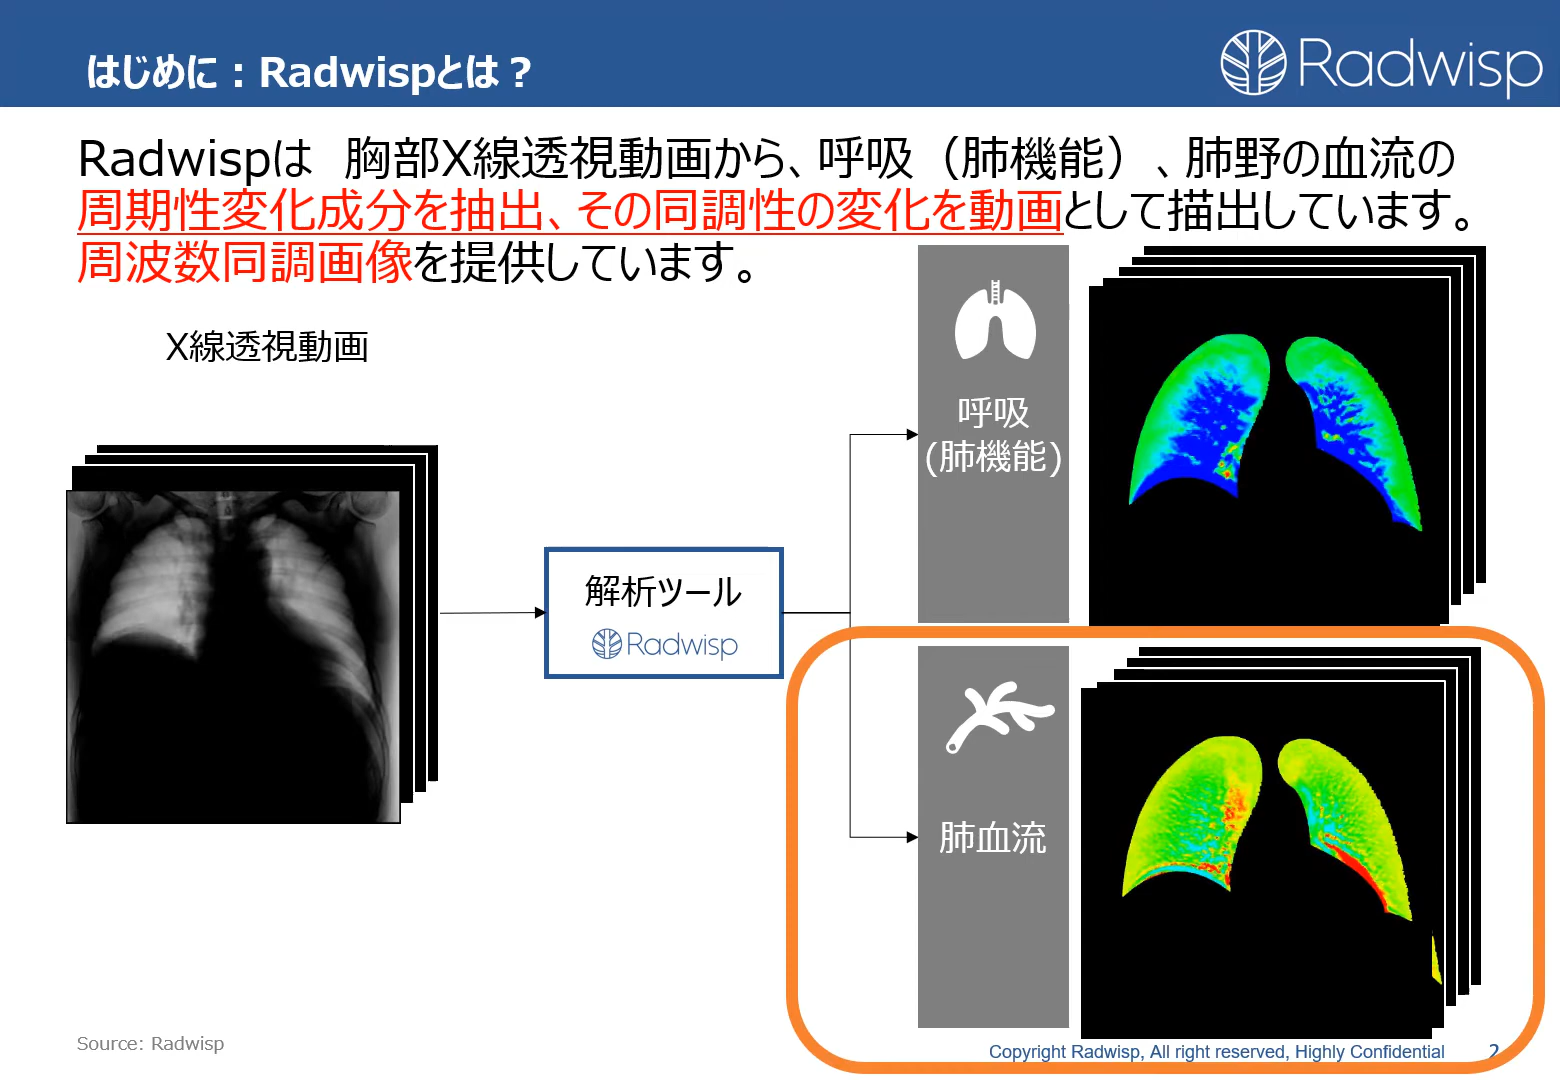 はじめに：Radwispとは？
Radwisp
Radwispは　胸部X線透視動画から、呼吸（肺機能）、肺野の血流の
周期性変化成分を抽出、その同調性の変化を動画として描出しています。
周波数同調画像を提供しています。
X線透視動画
解析ツール
Radwisp
呼吸
(肺機能)
肺血流
Source: Radwisp
Copyright Radwisp, All right reserved, Highly Confidential
2